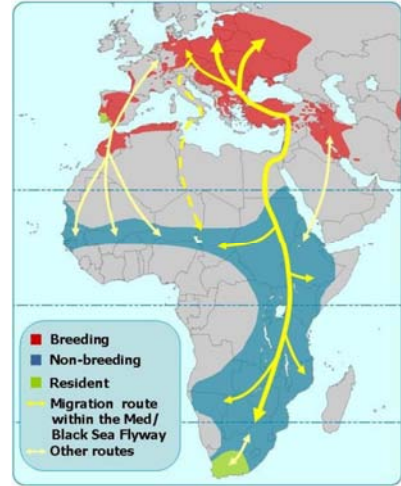 Breeding
Non-breeding
Resident
Migration route
within the Med/
Black Sea Flyway
Other routes